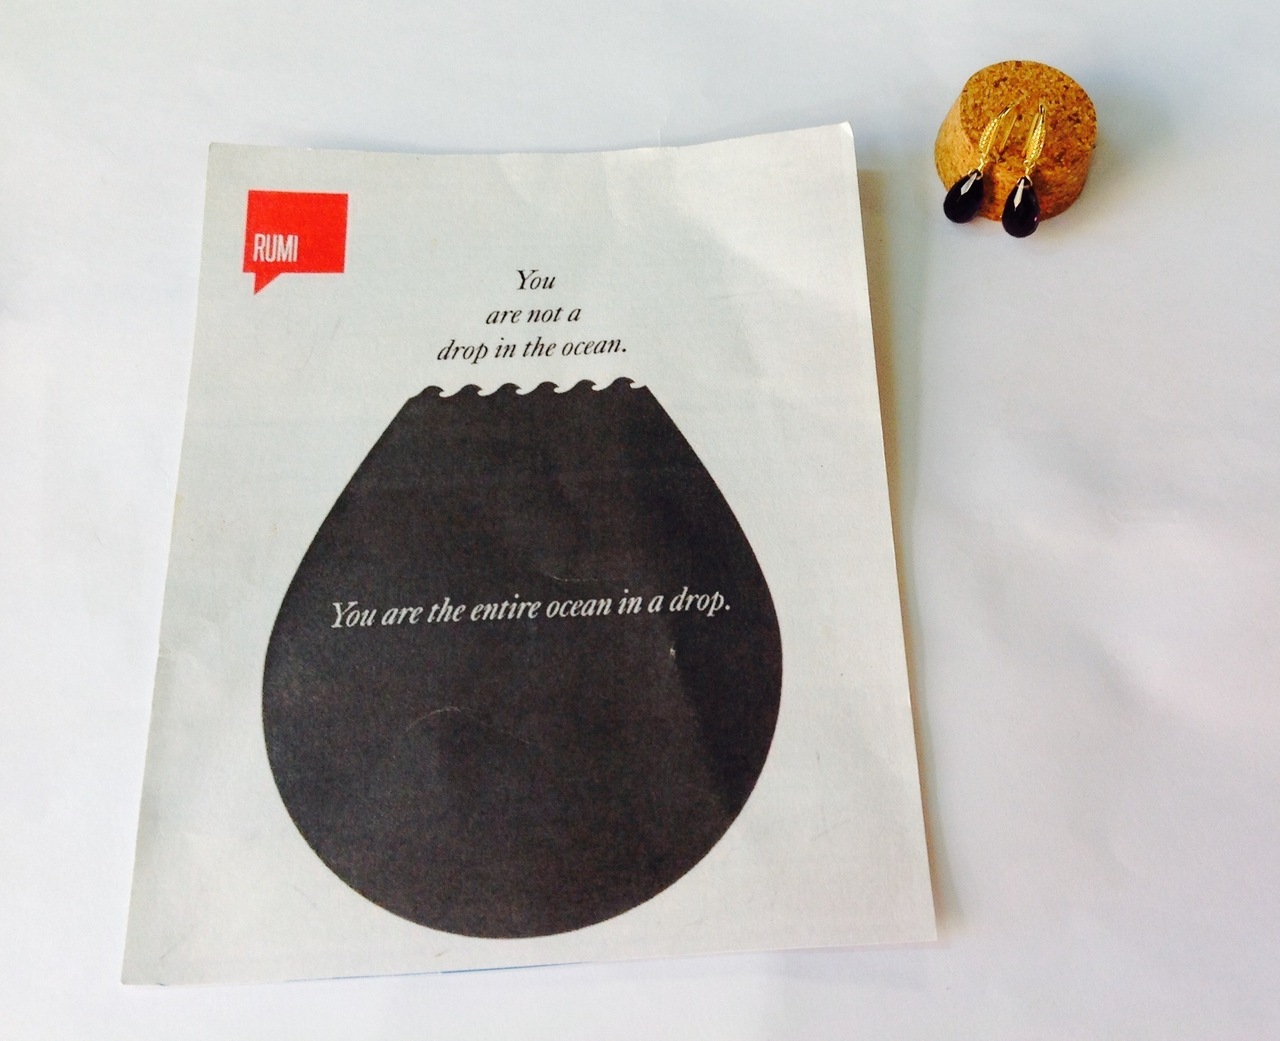 RUMI
You
are not a
drop in the ocean.
You are the entire ocean in a drop.